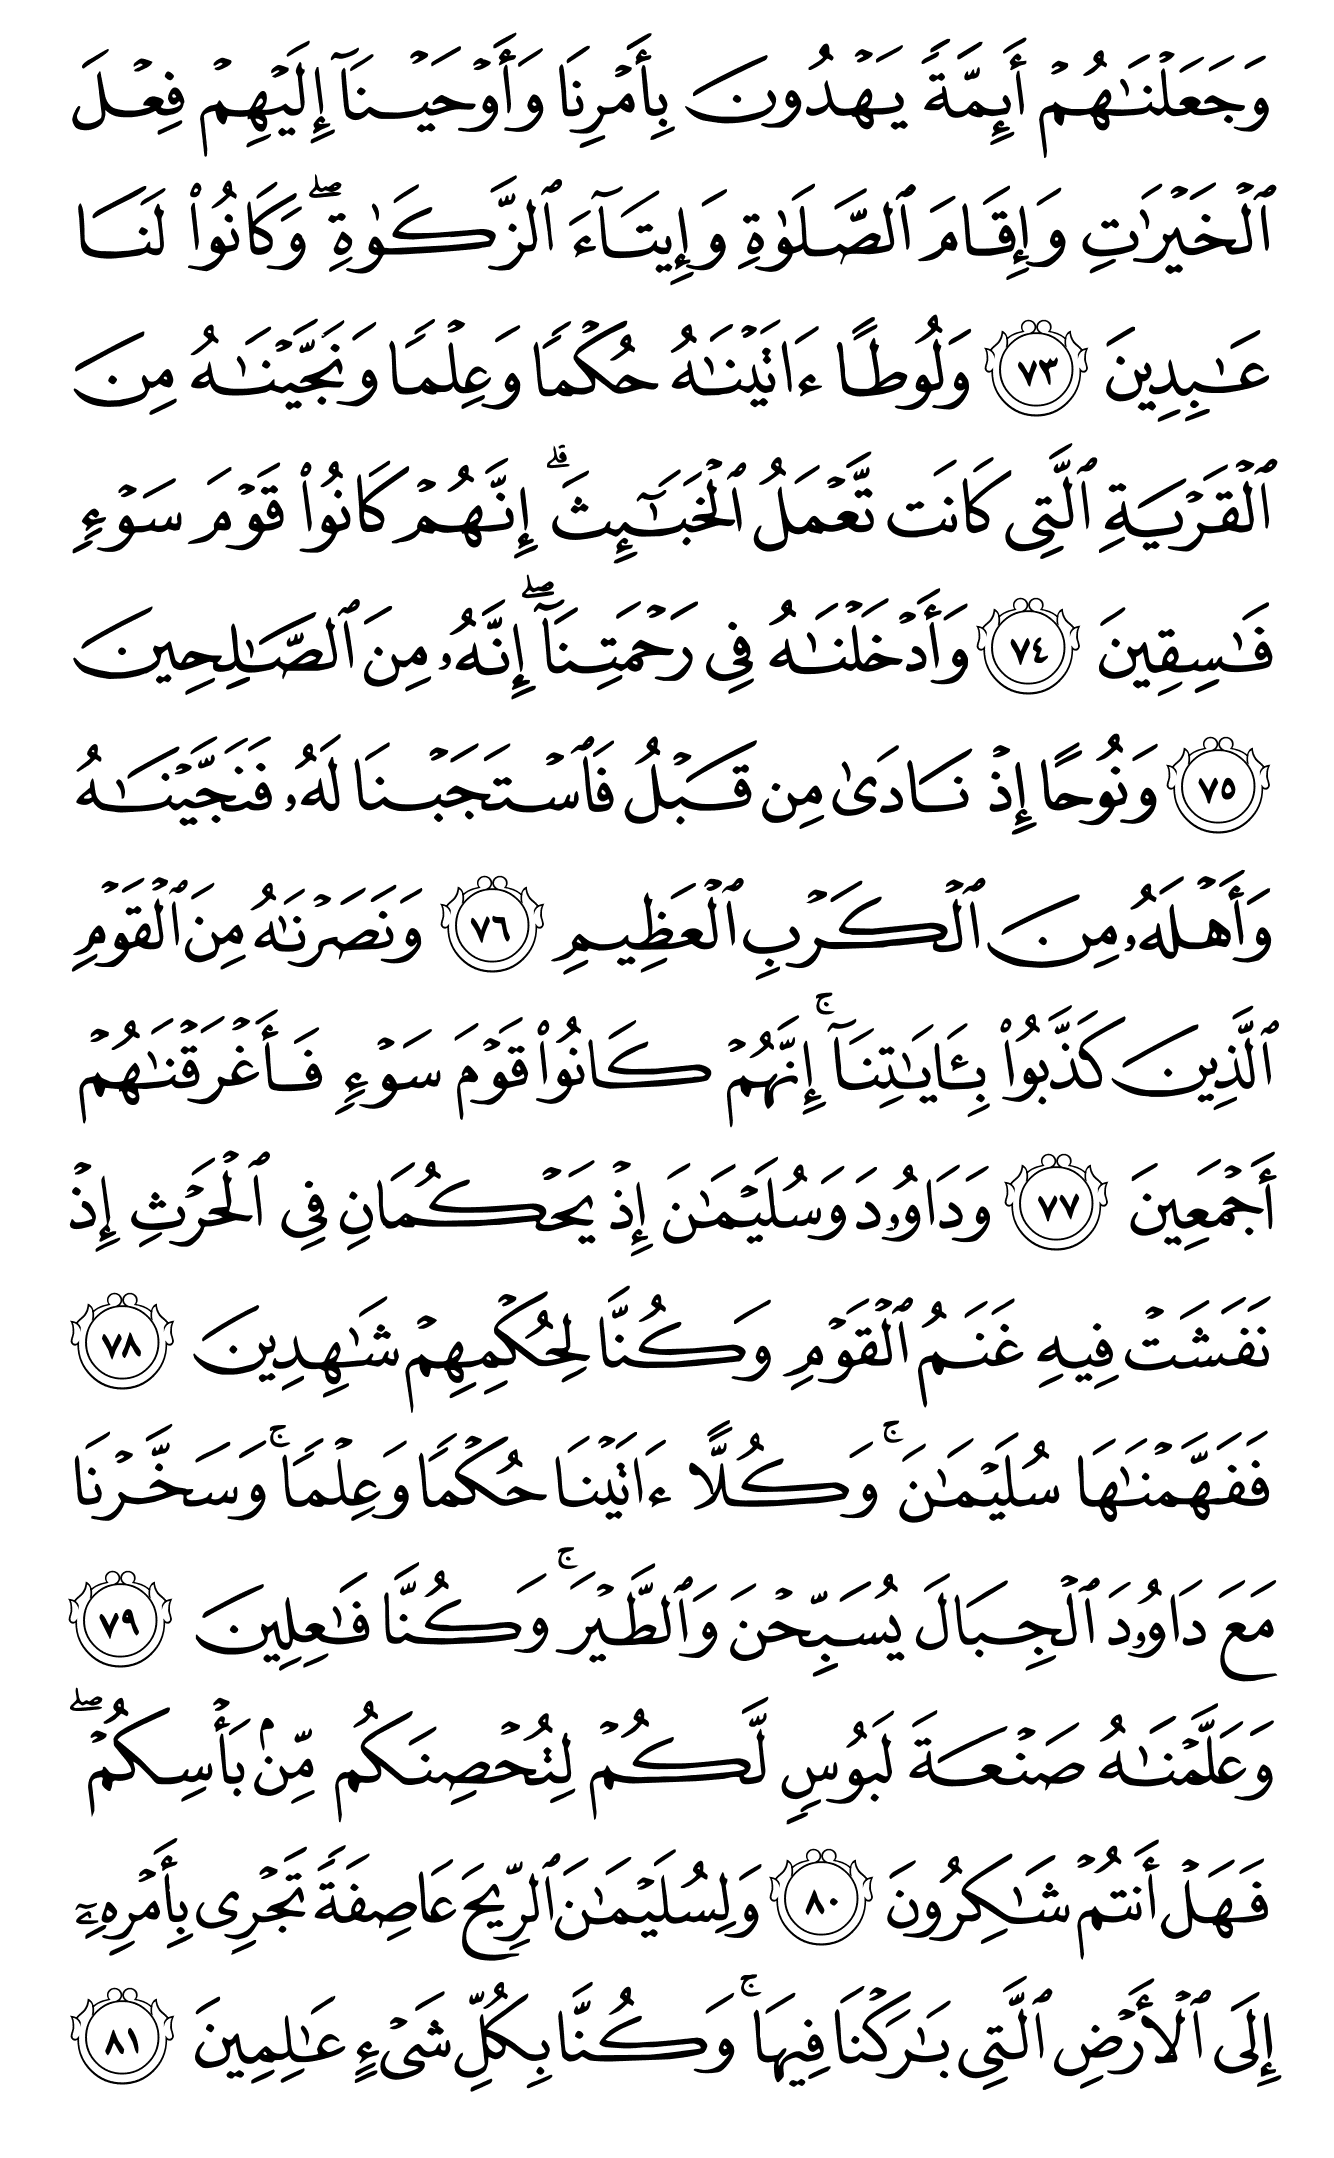 وَجَعَلۡنَٰهُمۡ أَئِمَّةٗ يَهۡدُونَ بِأَمۡرِنَا وَأَوۡحَيۡنَآ إِلَيۡهِمۡ فِعۡلَ
ٱلۡخَيۡرَٰتِ وَإِقَامَ ٱلصَّلَوٰةِ وَإِيتَآءَ ٱلزَّكَوٰةِۖ وَكَانُواْ لَنَا
عَٰبِدِينَ ٧٣ وَلُوطًا ءَاتَيۡنَٰهُ حُكۡمٗا وَعِلۡمٗا وَنَجَّيۡنَٰهُ مِنَ
ٱلۡقَرۡيَةِ ٱلَّتِي كَانَت تَّعۡمَلُ ٱلۡخَبَٰٓئِثَۚ إِنَّهُمۡ كَانُواْ قَوۡمَ سَوۡءٖ
فَٰسِقِينَ ٧٤ وَأَدۡخَلۡنَٰهُ فِي رَحۡمَتِنَآۖ إِنَّهُۥ مِنَ ٱلصَّٰلِحِينَ
٧٥ وَنُوحًا إِذۡ نَادَىٰ مِن قَبۡلُ فَٱسۡتَجَبۡنَا لَهُۥ فَنَجَّيۡنَٰهُ
وَأَهۡلَهُۥ مِنَ ٱلۡكَرۡبِ ٱلۡعَظِيمِ ٧٦ وَنَصَرۡنَٰهُ مِنَ ٱلۡقَوۡمِ
ٱلَّذِينَ كَذَّبُواْ بِـَٔايَٰتِنَآۚ إِنَّهُمۡ كَانُواْ قَوۡمَ سَوۡءٖ فَأَغۡرَقۡنَٰهُمۡ
أَجۡمَعِينَ ٧٧ وَدَاوُۥدَ وَسُلَيۡمَٰنَ إِذۡ يَحۡكُمَانِ فِي ٱلۡحَرۡثِ إِذۡ
نَفَشَتۡ فِيهِ غَنَمُ ٱلۡقَوۡمِ وَكُنَّا لِحُكۡمِهِمۡ شَٰهِدِينَ ٧٨
فَفَهَّمۡنَٰهَا سُلَيۡمَٰنَۚ وَكُلًّا ءَاتَيۡنَا حُكۡمٗا وَعِلۡمٗاۚ وَسَخَّرۡنَا
مَعَ دَاوُۥدَ ٱلۡجِبَالَ يُسَبِّحۡنَ وَٱلطَّيۡرَۚ وَكُنَّا فَٰعِلِينَ ٧٩
وَعَلَّمۡنَٰهُ صَنۡعَةَ لَبُوسٖ لَّكُمۡ لِتُحۡصِنَكُم مِّنۢ بَأۡسِكُمۡۖ
فَهَلۡ أَنتُمۡ شَٰكِرُونَ ٨٠ وَلِسُلَيۡمَٰنَ ٱلرِّيحَ عَاصِفَةٗ تَجۡرِي بِأَمۡرِهِۦٓ
إِلَى ٱلۡأَرۡضِ ٱلَّتِي بَٰرَكۡنَا فِيهَاۚ وَكُنَّا بِكُلِّ شَيۡءٍ عَٰلِمِينَ ٨١